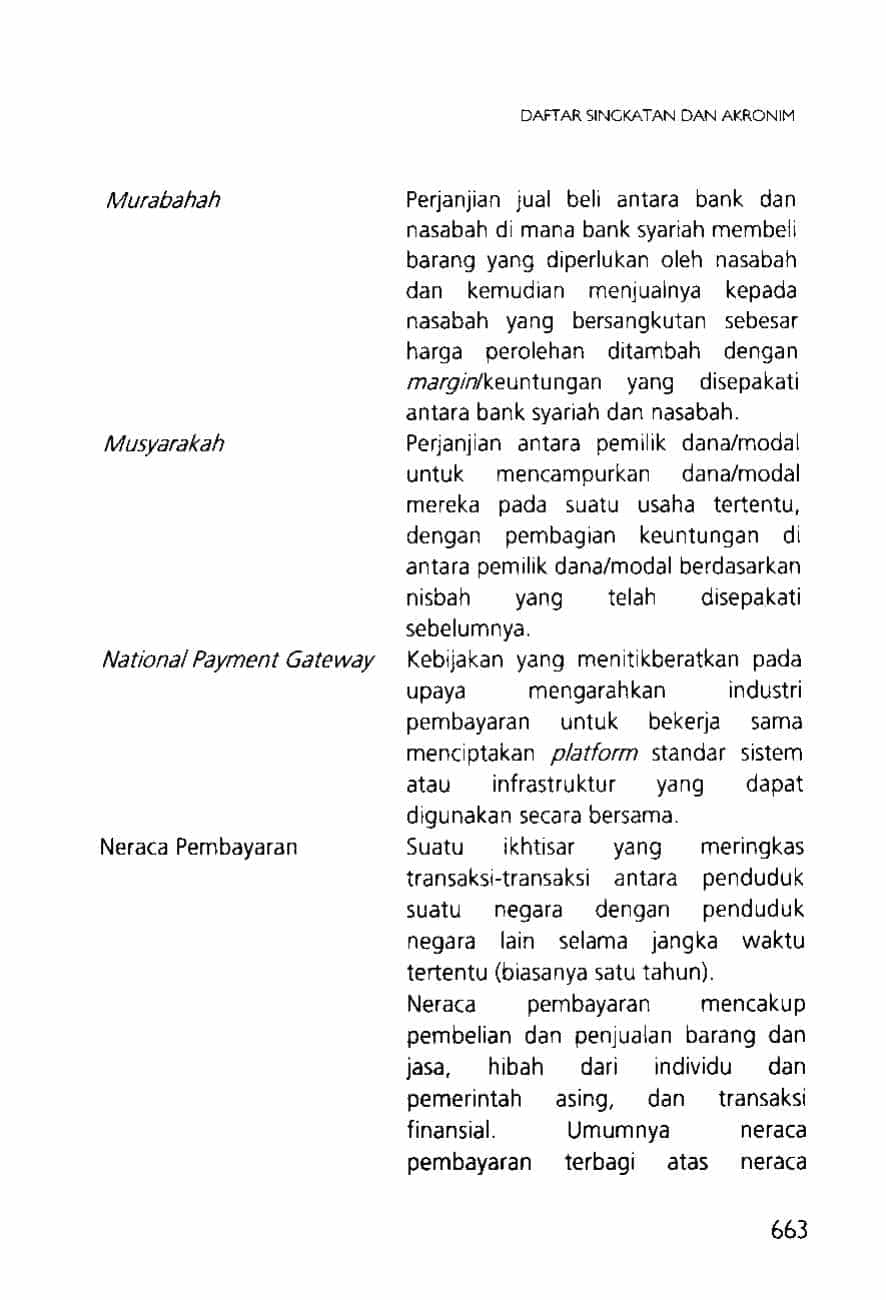 DAFTAR SINGKATAN DAN AKRONIM
Murabahah Perjanjian jual beli antara bank dan
nasabah di mana bank syariah membeli
barang yang diperlukan oleh nasabah
dan kemudian menjualnya kepada
nasabah yang bersangkutan sebesar
harga perolehan ditambah dengan
margin/keuntungan yang disepakati
antara bank syariah dan nasabah.
Musyarakah Perjanjian antara pemilik dana/modal
untuk mencampurkan dana/modal
mereka pada suatu usaha tertentu,
dengan pembagian keuntungan di
antara pemilik dana/modal berdasarkan
nisbah yang telah disepakati
sebelumnya.
National Payment Gateway Kebijakan yang menitikberatkan pada
upaya mengarahkan industri
pembayaran untuk bekerja sama
menciptakan platform standar sistem
atau infrastruktur yang dapat
digunakan secara bersama.
Neraca Pembayaran Suatu ikhtisar yang meringkas
transaksi-transaksi antara penduduk
suatu negara dengan penduduk
negara lain selama jangka waktu
tertentu (biasanya satu tahun).
Neraca pembayaran mencakup
pembelian dan penjualan barang dan
jasa, hibah dari individu dan
pemerintah asing, dan transaksi
finansial. Umumnya neraca
pembayaran terbagi atas neraca
663